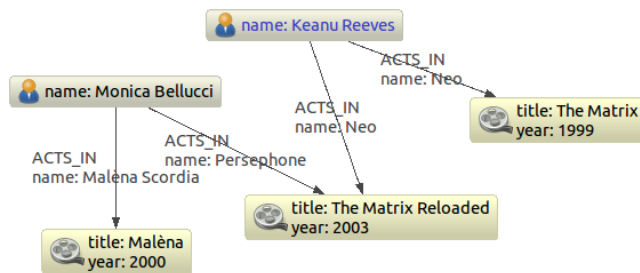 name: Keanu Reeves
ACTS_IN
name: Neo
name: Monica Bellucci
ACTS_IN
name: Neo
title: The Matrix
year: 1999
ACTS_IN
name: Persephone
ACTS_IN
name: Malèna Scordia
title: The Matrix Reloaded
year: 2003
title: Malèna
year: 2000